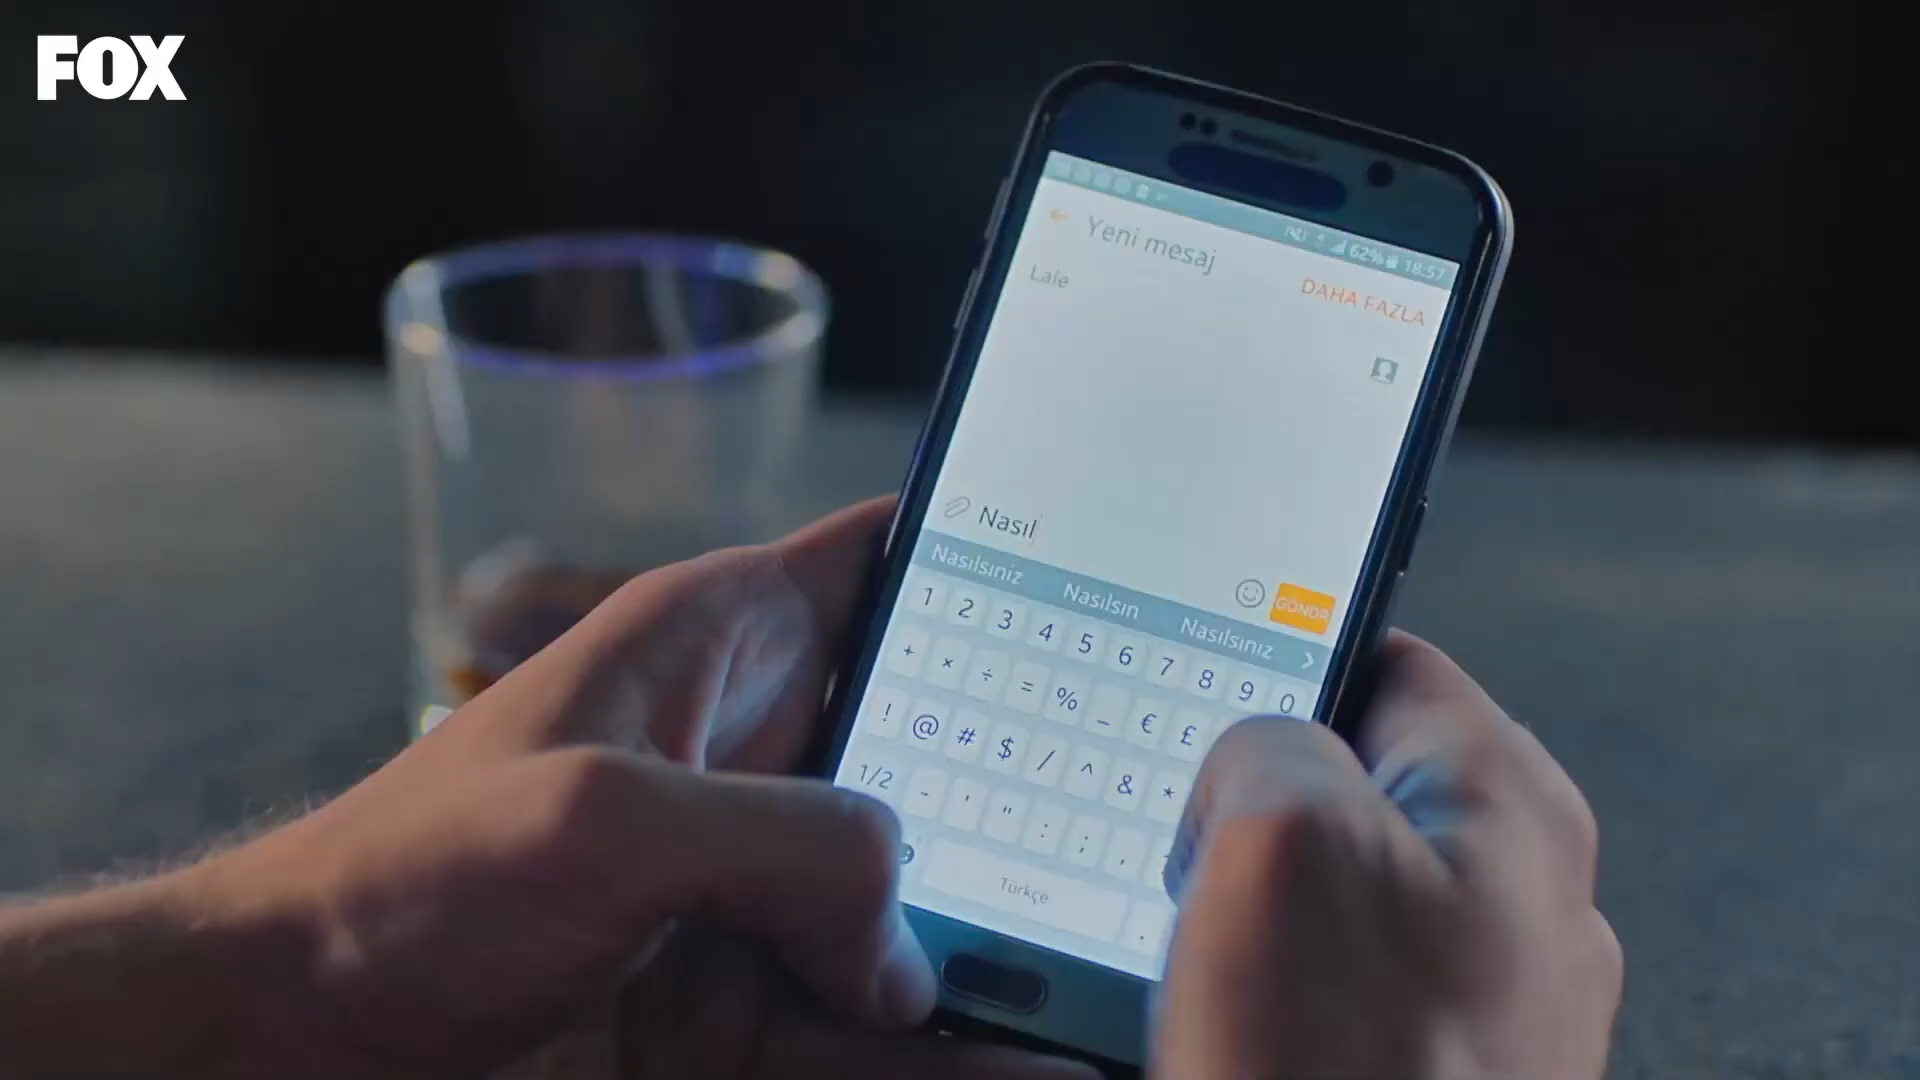 FOX
62% 18:57
Yeni mesaj
DAHA FAZLA
Lale
Nasıl
GÖNDR
Nasılsıniz Nasılsın Nasılsınız
1 2 3 4 5 6 7 8 9 0
+ × ÷ = % _ € £
! @ # $ / ^ & *
1/2 - ' " : ; ,
Türkçe .